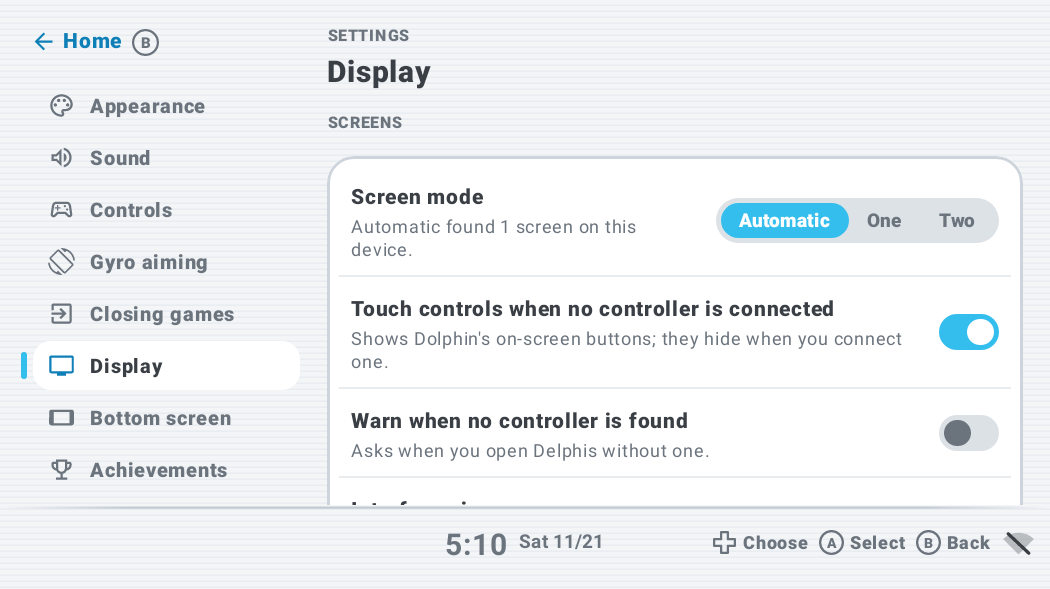 Home B
Appearance
Sound
Controls
Gyro aiming
Closing games
Display
Bottom screen
Achievements
SETTINGS
Display
SCREENS
Screen mode
Automatic found 1 screen on this
device.
Automatic One Two
Touch controls when no controller is connected
Shows Dolphin's on-screen buttons; they hide when you connect
one.
Warn when no controller is found
Asks when you open Delphis without one.
5:10 Sat 11/21
Choose A Select B Back